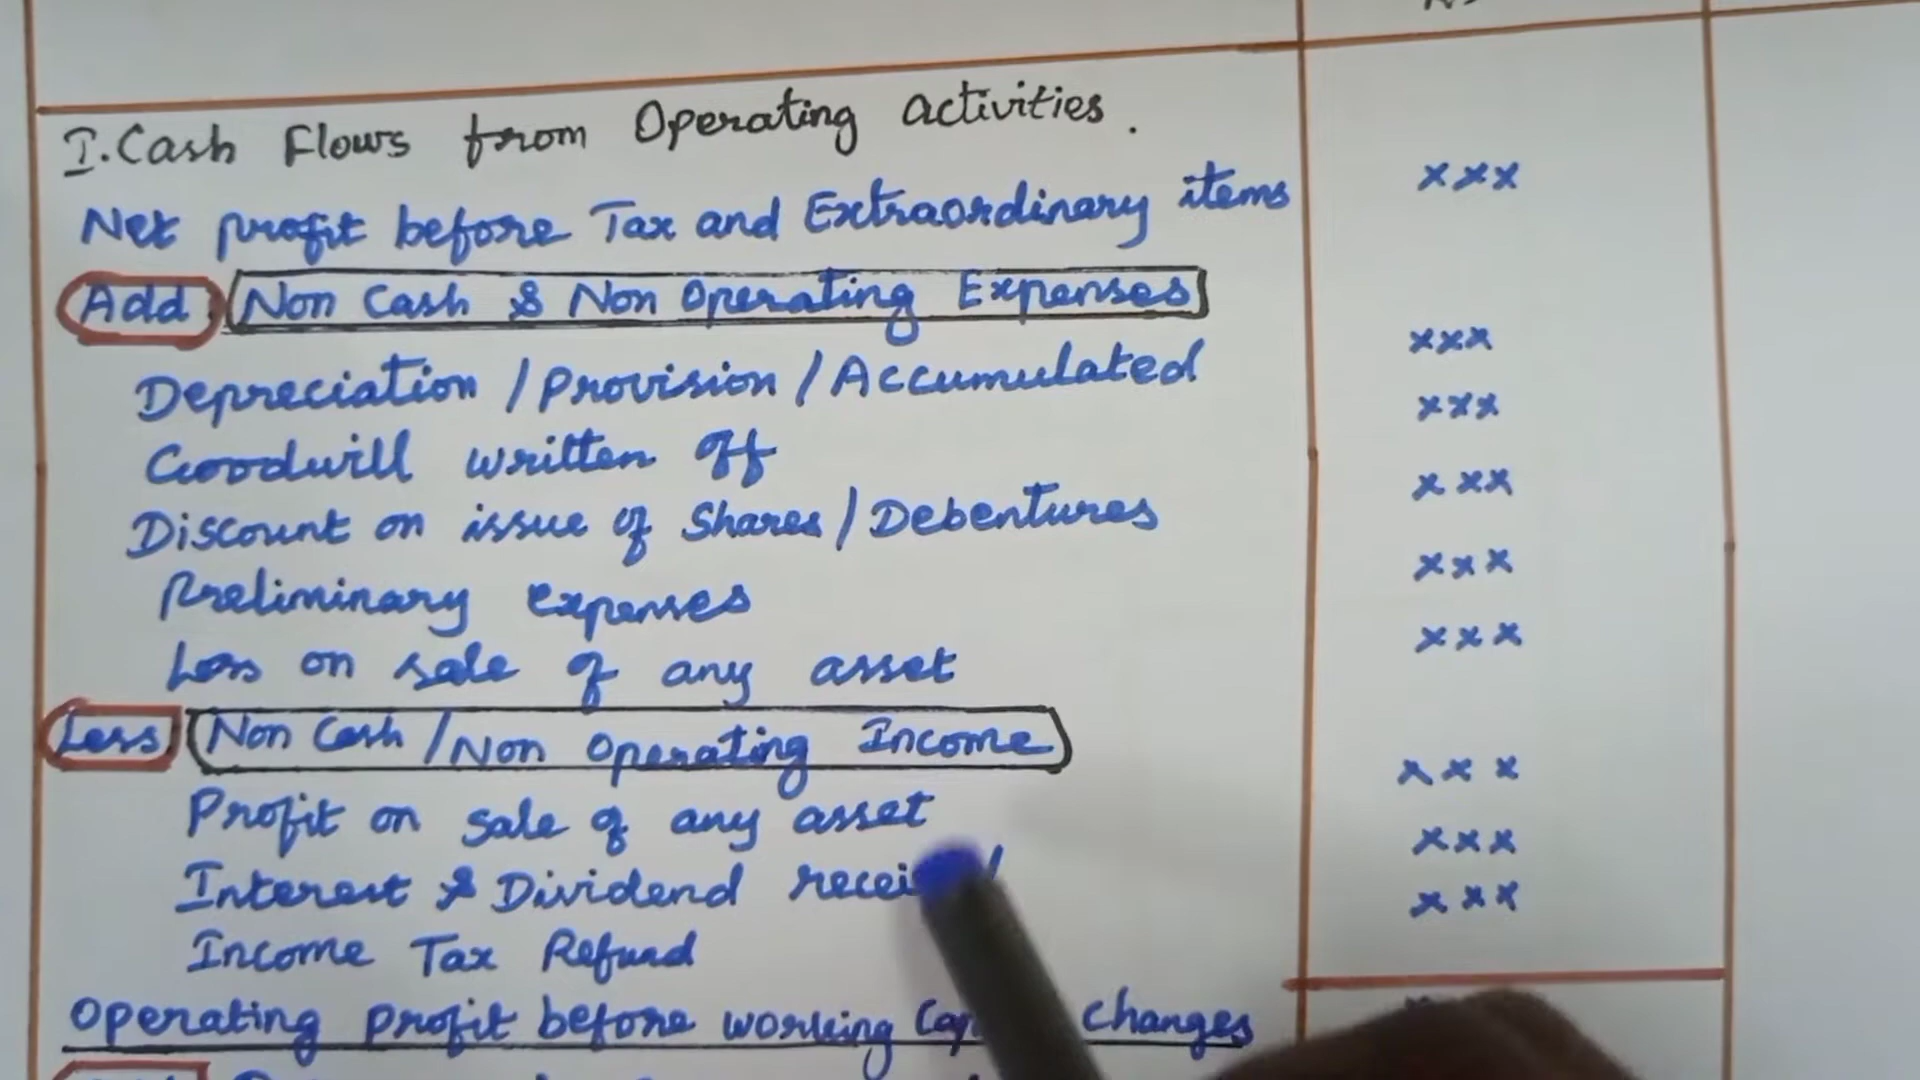 I. Cash Flows from Operating activities.
Net profit before Tax and Extraordinary items xxx
Add Non Cash & Non Operating Expenses
Depreciation / Provision / Accumulated xxx
Goodwill written off xxx
Discount on issue of Shares / Debentures xxx
Preliminary expenses xxx
Loss on sale of any asset xxx
Less Non Cash / Non Operating Income
Profit on sale of any asset xxx
Interest & Dividend xxx
Income Tax Refund xxx
Operating profit before working changes